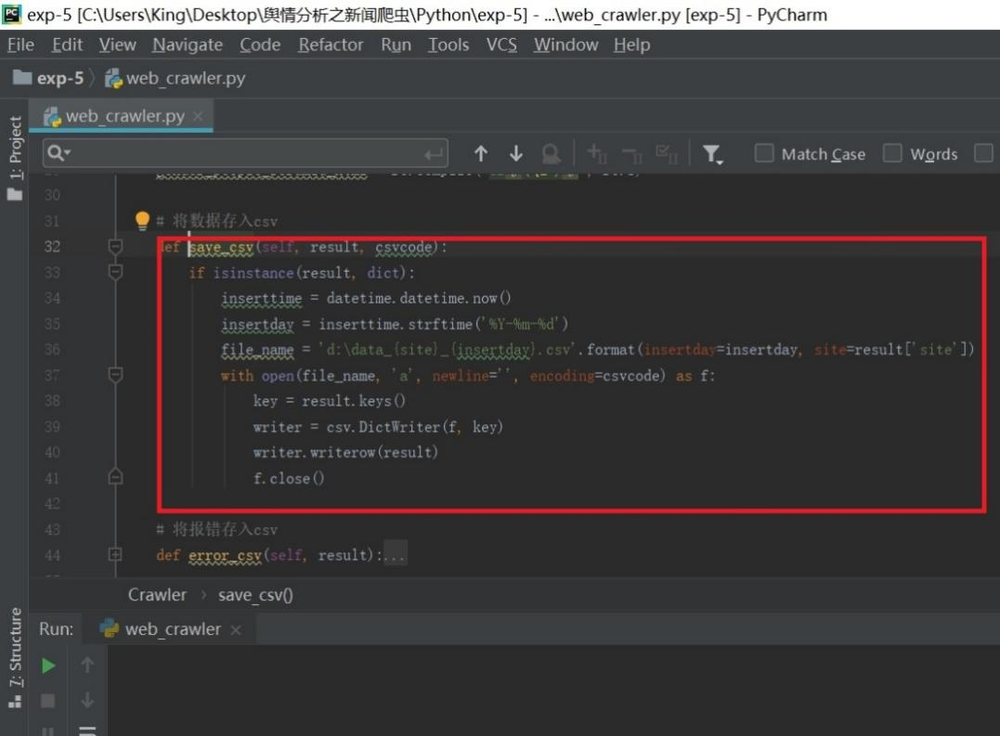 exp-5 [C:\Users\King\Desktop\舆情分析之新闻爬虫\Python\exp-5] - ...\web_crawler.py [exp-5] - PyCharm
File Edit View Navigate Code Refactor Run Tools VCS Window Help
exp-5 web_crawler.py
web_crawler.py
1: Project
Match Case Words
30
31 # 将数据存入csv
32 def save_csv(self, result, csvcode):
33 if isinstance(result, dict):
34 inserttime = datetime.datetime.now()
35 insertday = inserttime.strftime('%Y-%m-%d')
36 file_name = 'd:\data_{site}_{insertday}.csv'.format(insertday=insertday, site=result['site'])
37 with open(file_name, 'a', newline='', encoding=csvcode) as f:
38 key = result.keys()
39 writer = csv.DictWriter(f, key)
40 writer.writerow(result)
41 f.close()
42
43 # 将报错存入csv
44 def error_csv(self, result):...
Crawler > save_csv()
7: Structure
Run: web_crawler